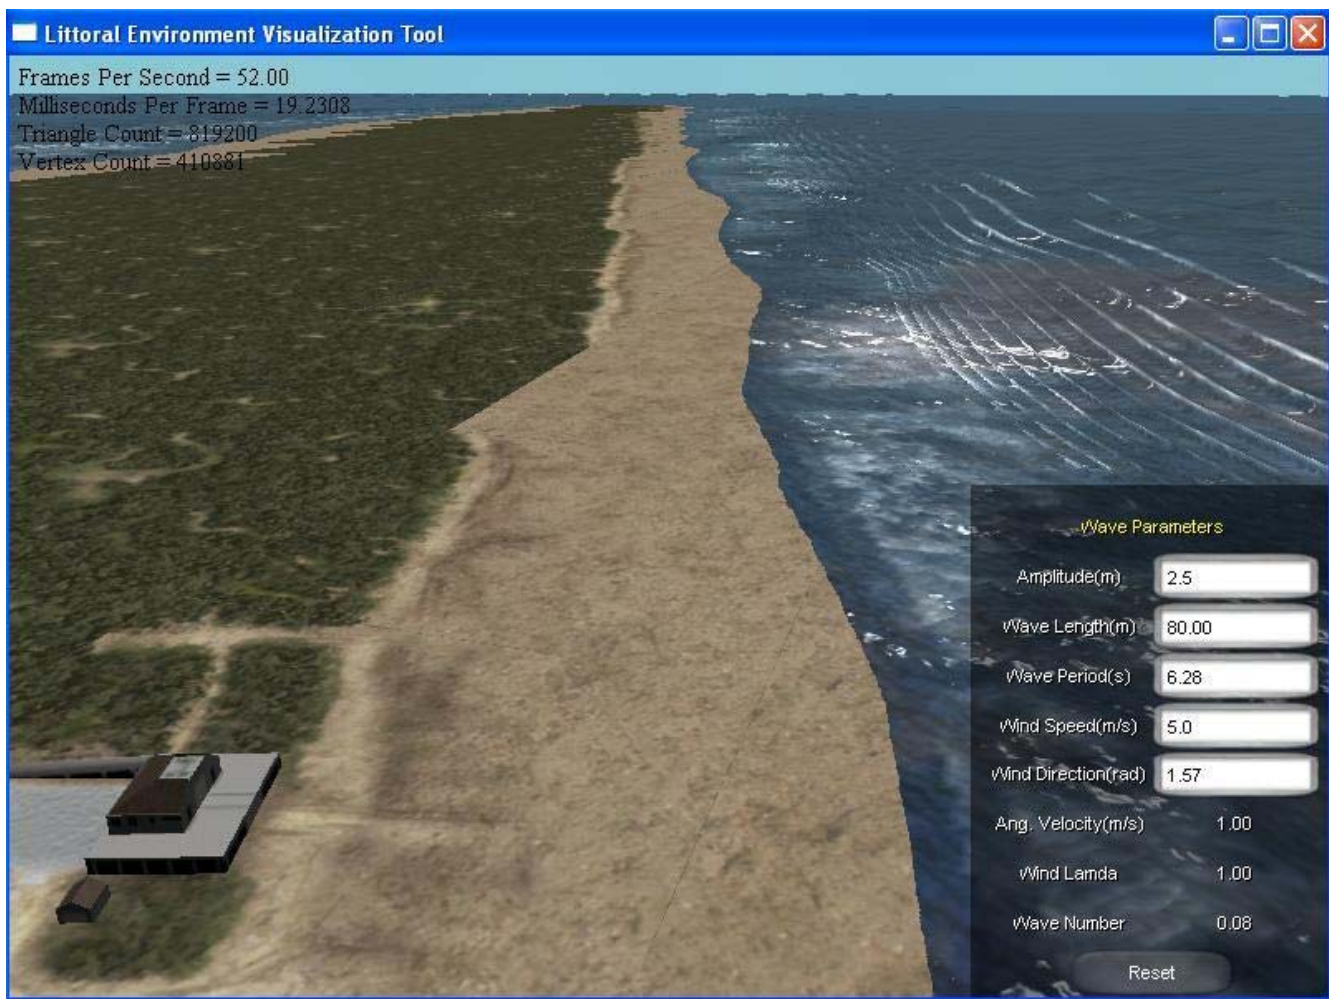 Littoral Environment Visualization Tool
Frames Per Second = 52.00
Milliseconds Per Frame = 19.2308
Triangle Count = 819200
Vertex Count = 410881
Wave Parameters
Amplitude(m) 2.5
Wave Length(m) 80.00
Wave Period(s) 6.28
Wind Speed(m/s) 5.0
Wind Direction(rad) 1.57
Ang. Velocity(m/s) 1.00
Wind Lamda 1.00
Wave Number 0.08
Reset